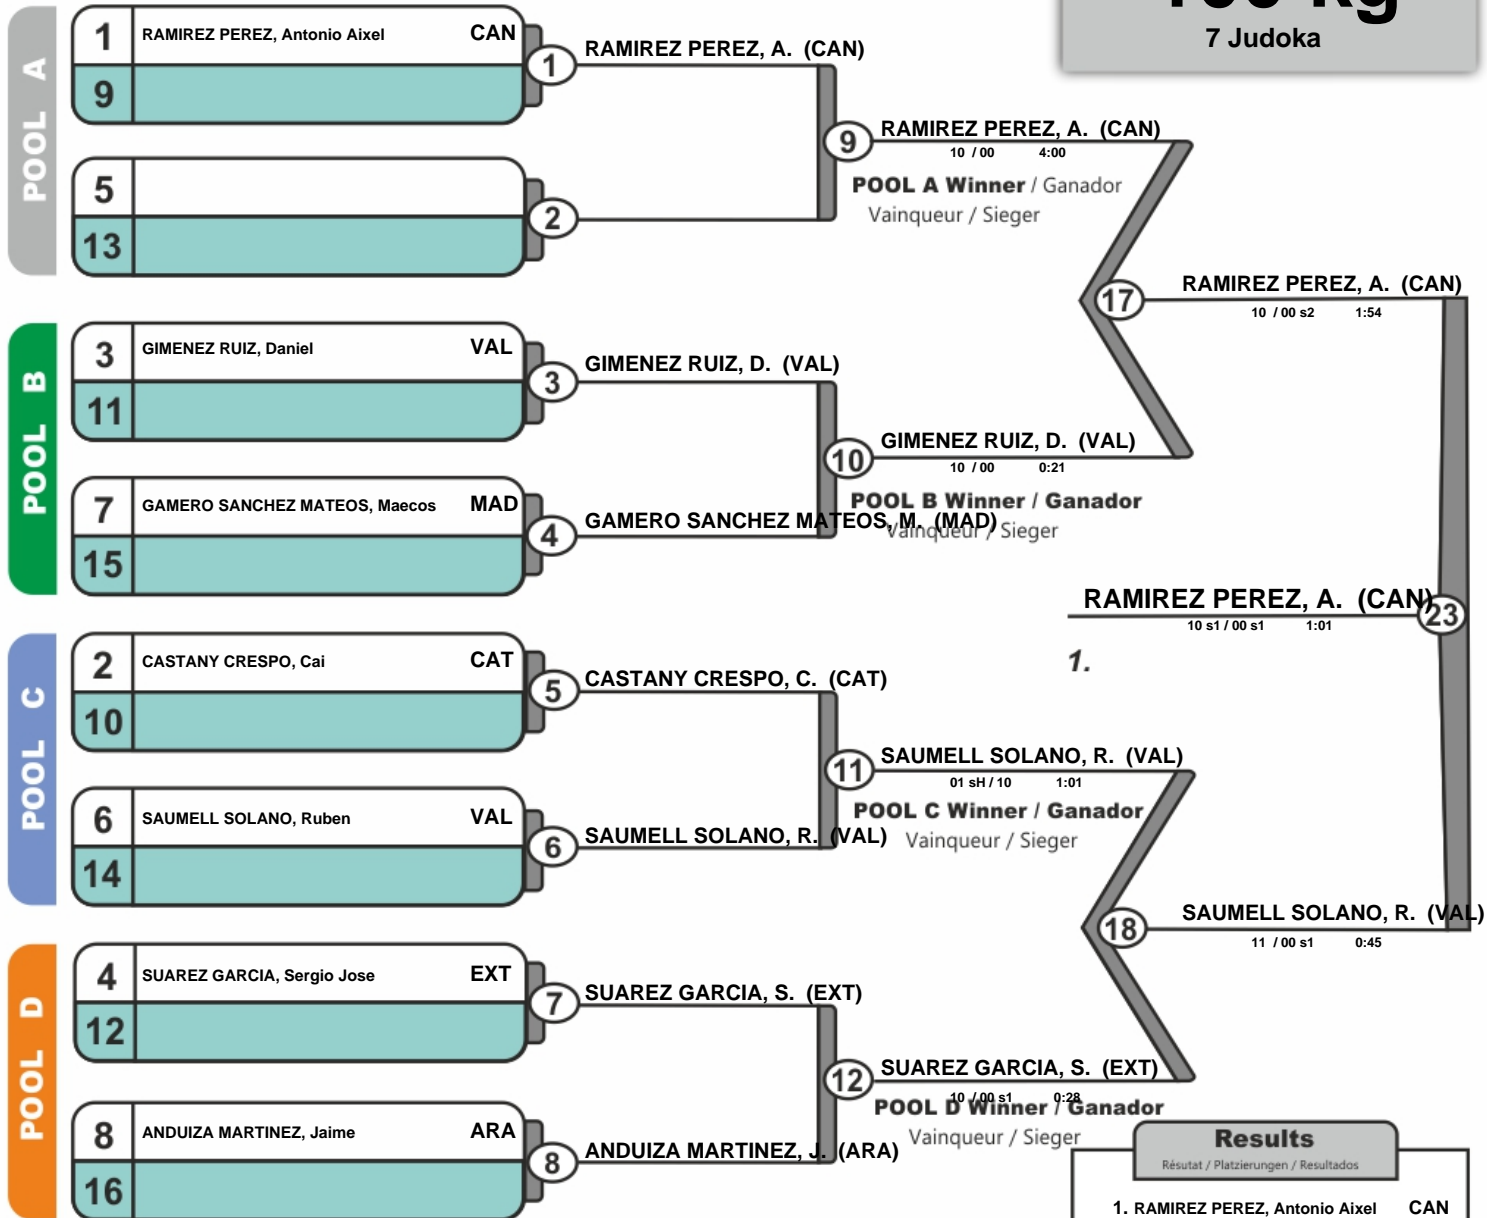 7 Judoka
POOL A
1 RAMIREZ PEREZ, Antonio Aixel CAN
9
5
13
1 RAMIREZ PEREZ, A. (CAN)
2
9 RAMIREZ PEREZ, A. (CAN)
10 / 00 4:00
POOL A Winner / Ganador
Vainqueur / Sieger
17 RAMIREZ PEREZ, A. (CAN)
10 / 00 s2 1:54
POOL B
3 GIMENEZ RUIZ, Daniel VAL
11
7 GAMERO SANCHEZ MATEOS, Maecos MAD
15
3 GIMENEZ RUIZ, D. (VAL)
4 GAMERO SANCHEZ MATEOS, M. (MAD)
10 GIMENEZ RUIZ, D. (VAL)
10 / 00 0:21
POOL B Winner / Ganador
Vainqueur / Sieger
RAMIREZ PEREZ, A. (CAN) 23
10 s1 / 00 s1 1:01
1.
POOL C
2 CASTANY CRESPO, Cai CAT
10
6 SAUMELL SOLANO, Ruben VAL
14
5 CASTANY CRESPO, C. (CAT)
6 SAUMELL SOLANO, R. (VAL)
11 SAUMELL SOLANO, R. (VAL)
01 sH / 10 1:01
POOL C Winner / Ganador
Vainqueur / Sieger
18 SAUMELL SOLANO, R. (VAL)
11 / 00 s1 0:45
POOL D
4 SUAREZ GARCIA, Sergio Jose EXT
12
8 ANDUIZA MARTINEZ, Jaime ARA
16
7 SUAREZ GARCIA, S. (EXT)
8 ANDUIZA MARTINEZ, J. (ARA)
12 SUAREZ GARCIA, S. (EXT)
10 / 00 s1 0:28
POOL D Winner / Ganador
Vainqueur / Sieger
Results
Résutat / Platzierungen / Resultados
1. RAMIREZ PEREZ, Antonio Aixel CAN